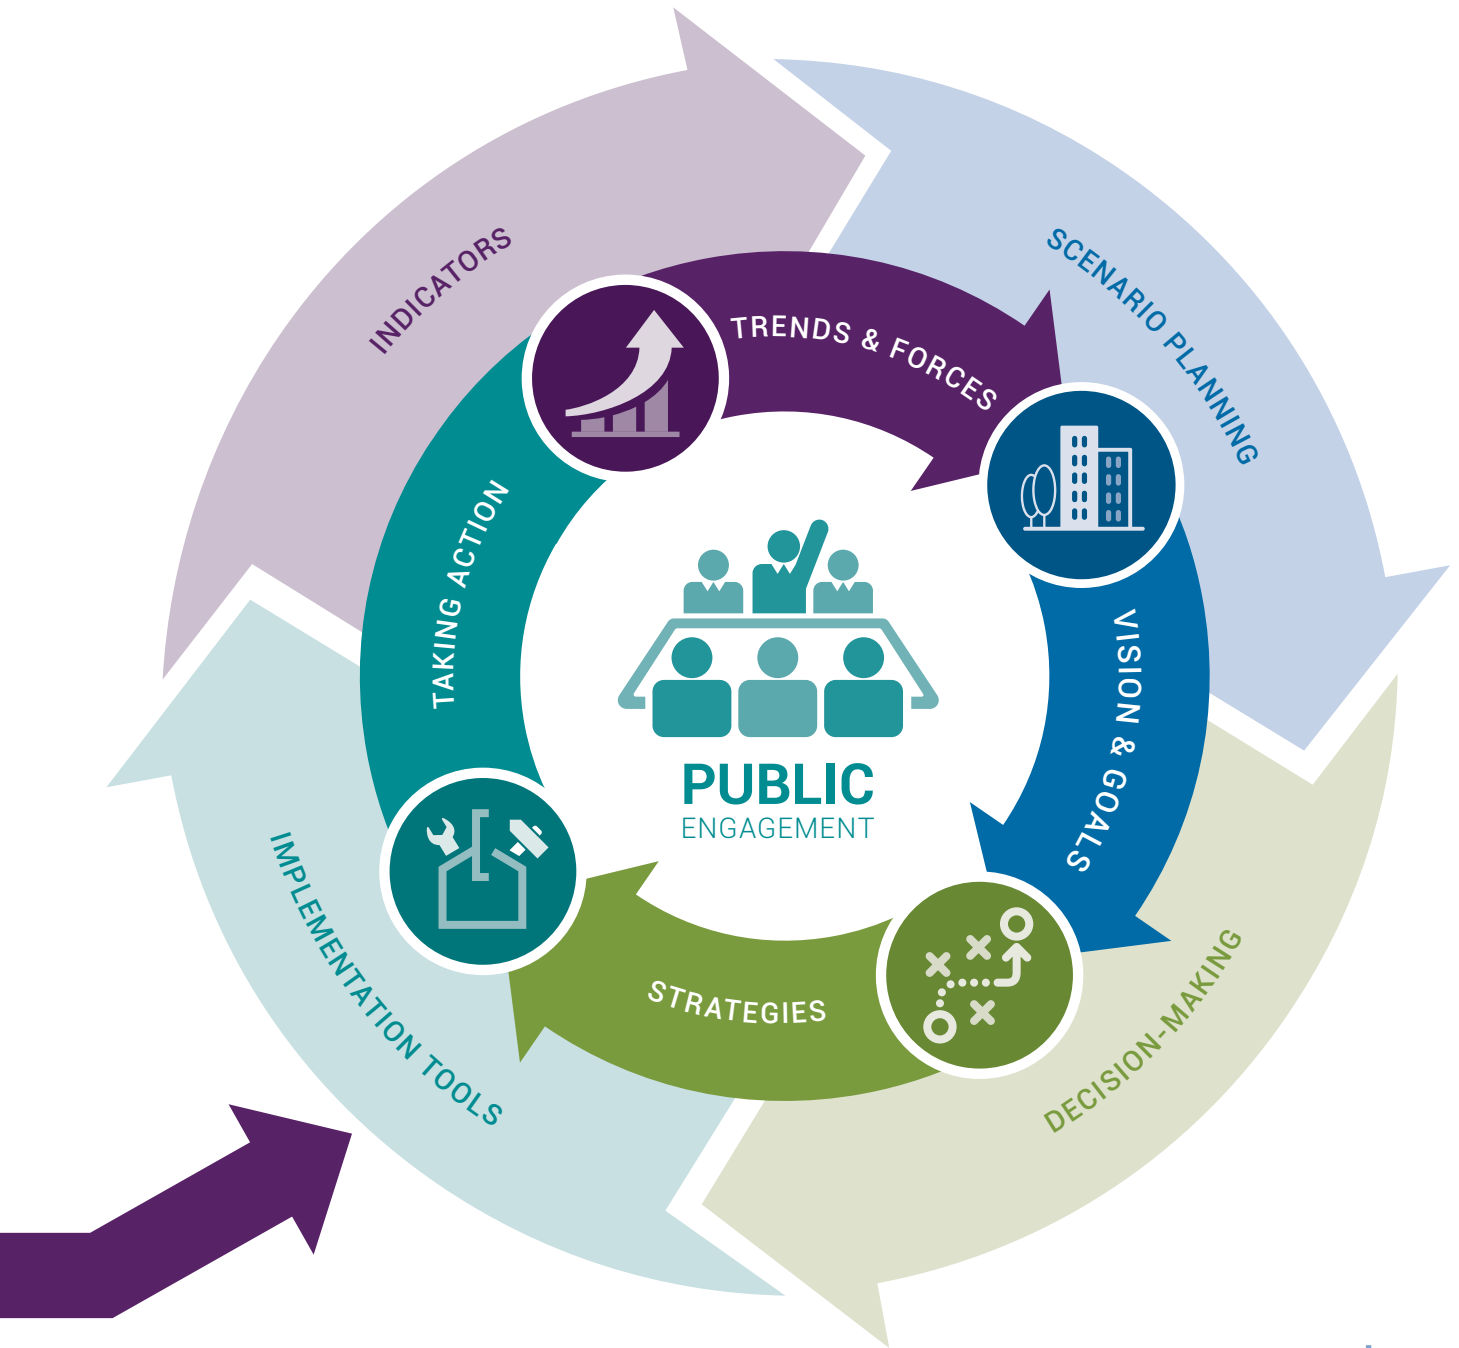 INDICATORS
SCENARIO PLANNING
TRENDS & FORCES
TAKING ACTION
VISION & GOALS
PUBLIC
ENGAGEMENT
STRATEGIES
IMPLEMENTATION TOOLS
DECISION-MAKING